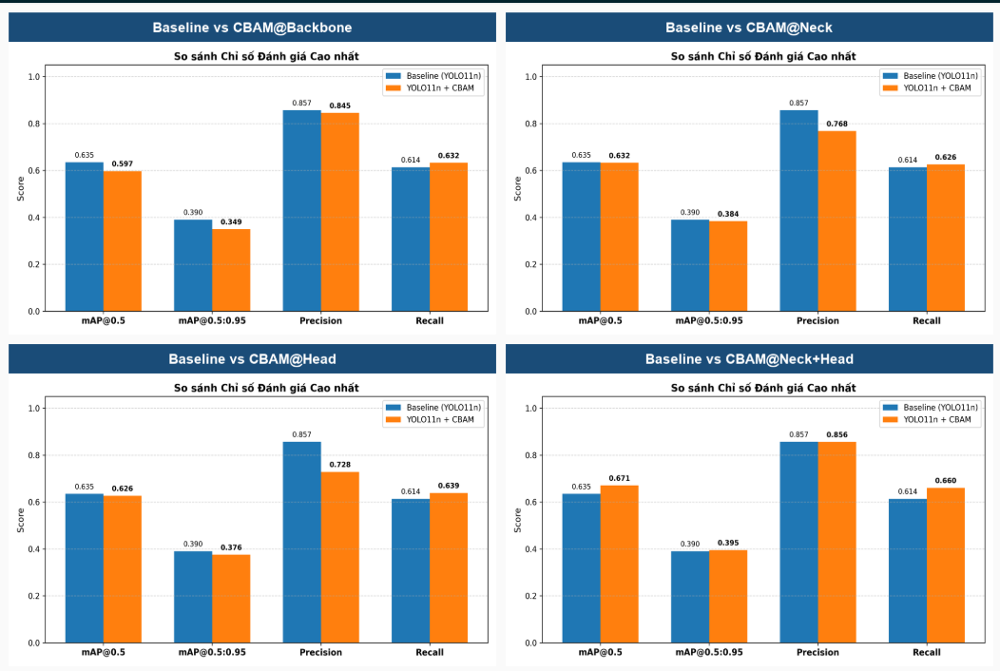 Baseline vs CBAM@Backbone
So sánh Chỉ số Đánh giá Cao nhất
Baseline (YOLO11n)
YOLO11n + CBAM
Score
1.0
0.8
0.6
0.4
0.2
0.0
0.635
0.597
0.390
0.349
0.857
0.845
0.614
0.632
mAP@0.5 mAP@0.5:0.95 Precision Recall
Baseline vs CBAM@Neck
So sánh Chỉ số Đánh giá Cao nhất
Baseline (YOLO11n)
YOLO11n + CBAM
Score
1.0
0.8
0.6
0.4
0.2
0.0
0.635
0.632
0.390
0.384
0.857
0.768
0.614
0.626
mAP@0.5 mAP@0.5:0.95 Precision Recall
Baseline vs CBAM@Head
So sánh Chỉ số Đánh giá Cao nhất
Baseline (YOLO11n)
YOLO11n + CBAM
Score
1.0
0.8
0.6
0.4
0.2
0.0
0.635
0.626
0.390
0.376
0.857
0.728
0.614
0.639
mAP@0.5 mAP@0.5:0.95 Precision Recall
Baseline vs CBAM@Neck+Head
So sánh Chỉ số Đánh giá Cao nhất
Baseline (YOLO11n)
YOLO11n + CBAM
Score
1.0
0.8
0.6
0.4
0.2
0.0
0.635
0.671
0.390
0.395
0.857
0.856
0.614
0.660
mAP@0.5 mAP@0.5:0.95 Precision Recall